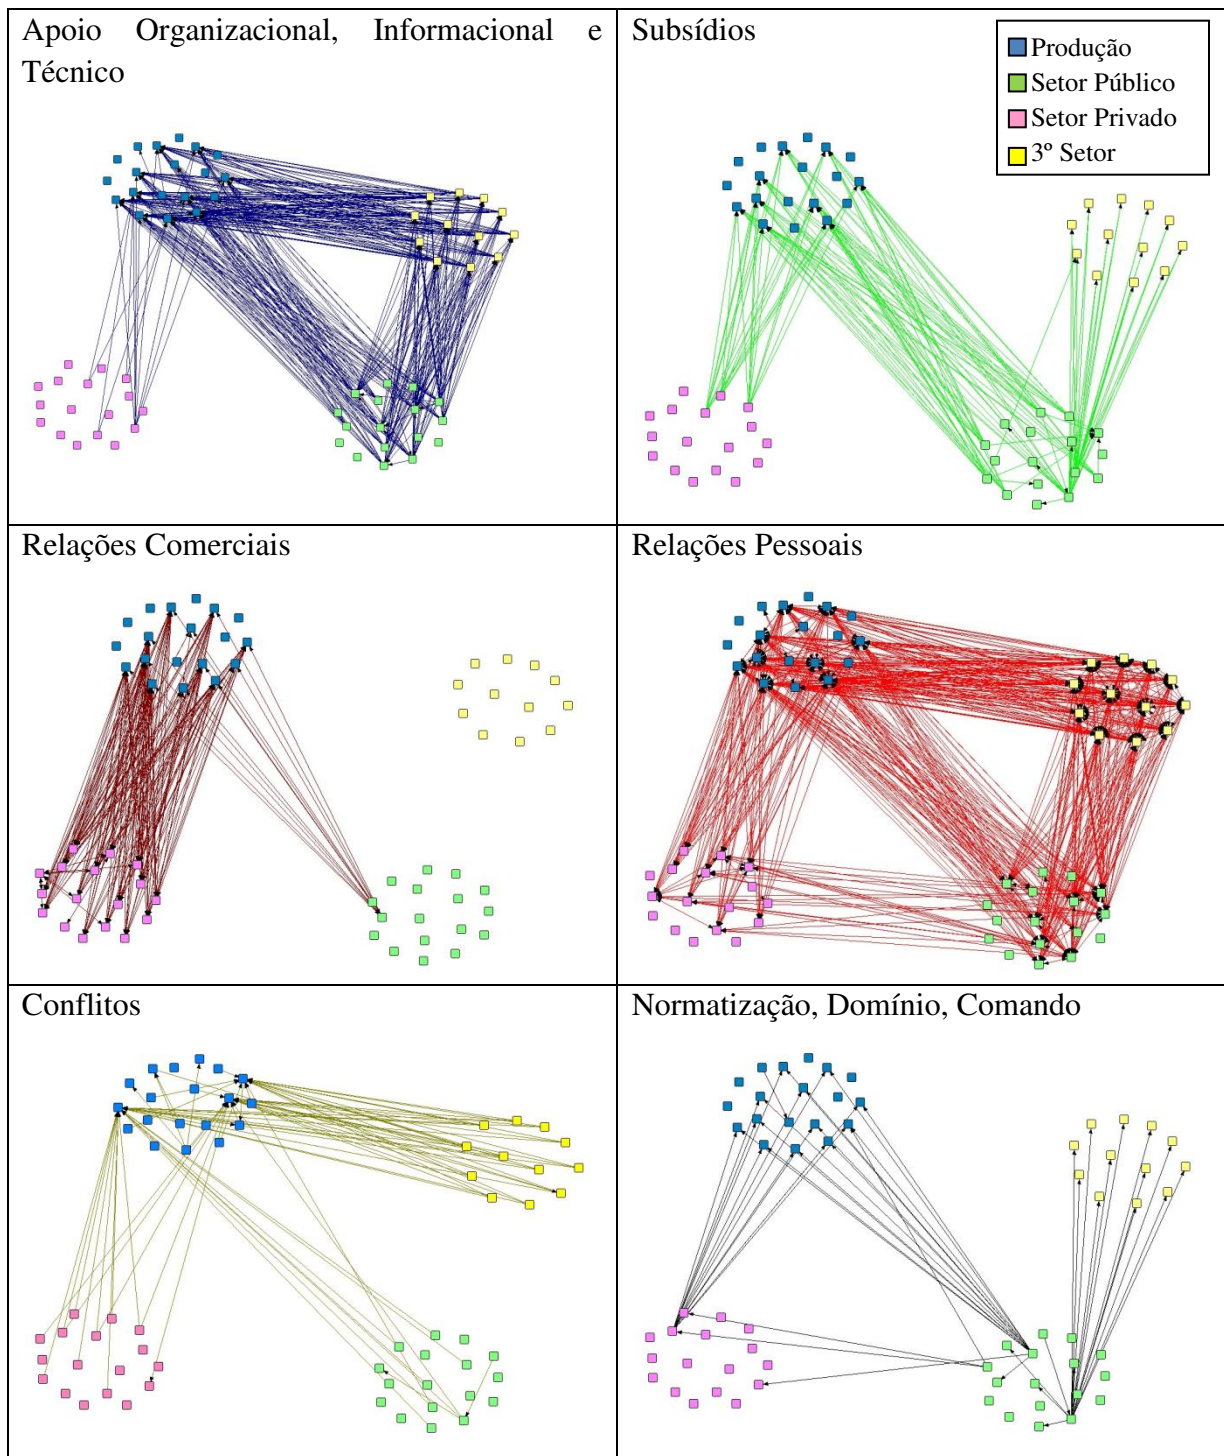 Apoio Organizacional, Informacional e
Técnico
Subsídios
Produção
Setor Público
Setor Privado
3º Setor
Relações Comerciais
Relações Pessoais
Conflitos
Normatização, Domínio, Comando